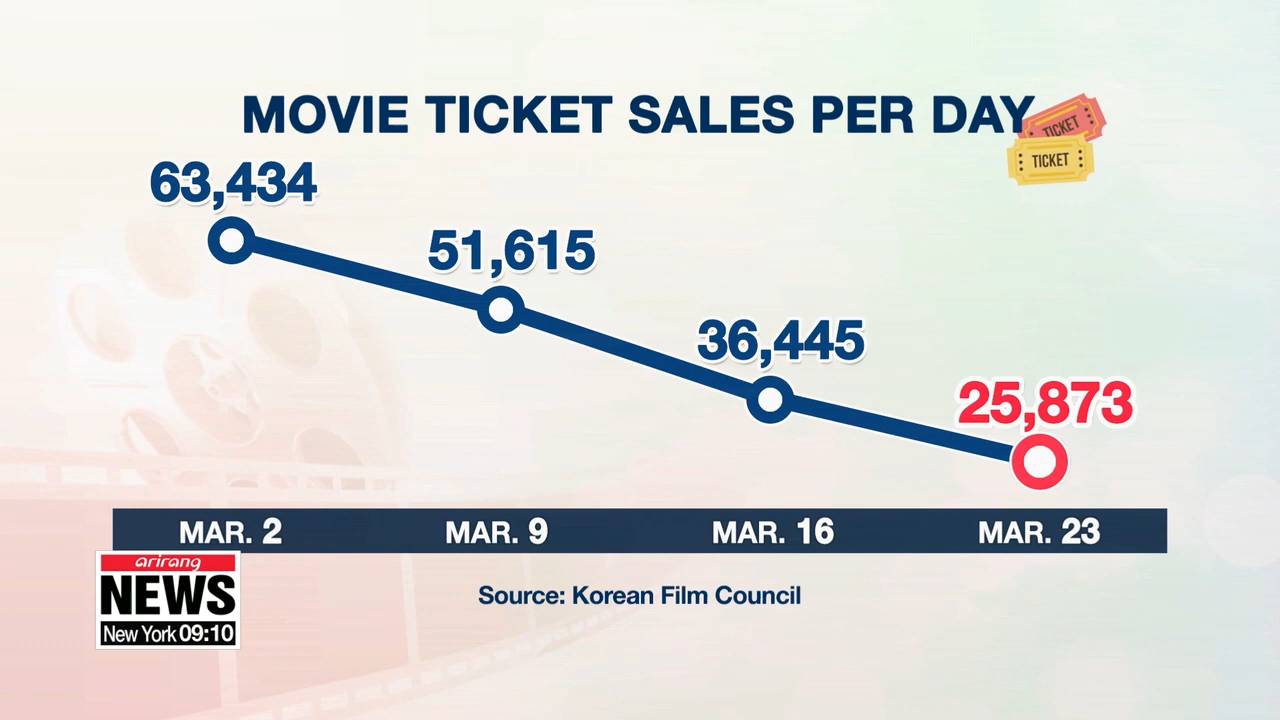 MOVIE TICKET SALES PER DAY
TICKET
TICKET
63,434
51,615
36,445
25,873
MAR. 2
MAR. 9
MAR. 16
MAR. 23
Source: Korean Film Council
arirang
NEWS
New York 09:10